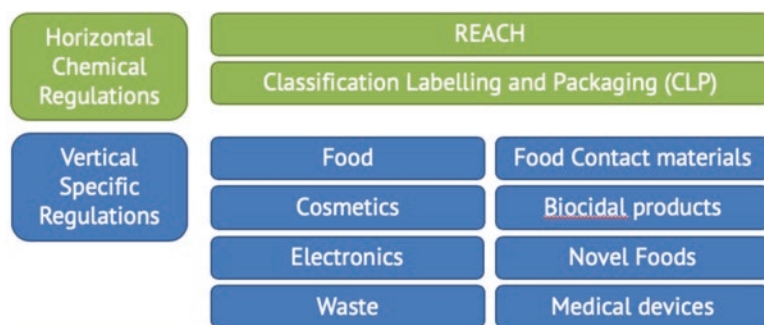 Horizontal
Chemical
Regulations
REACH
Classification Labelling and Packaging (CLP)
Vertical
Specific
Regulations
Food
Food Contact materials
Cosmetics
Biocidal products
Electronics
Novel Foods
Waste
Medical devices